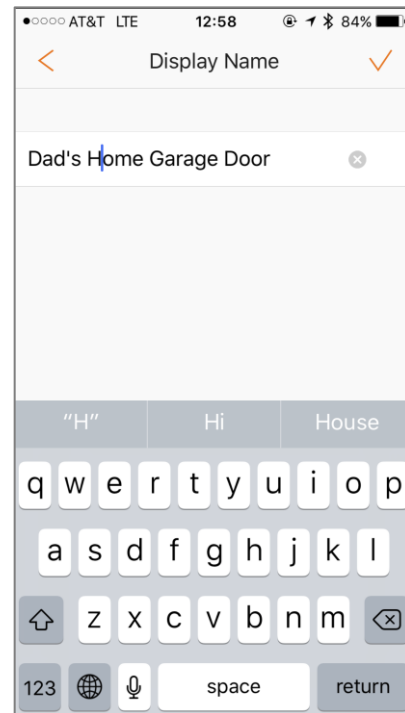 AT&T LTE 12:58 84%
Display Name
Dad's Home Garage Door
"H" Hi House
q w e r t y u i o p
a s d f g h j k l
z x c v b n m
123 space return